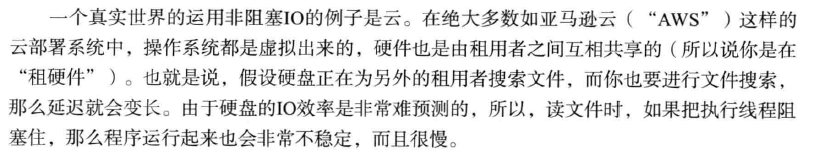 一个真实世界的运用非阻塞IO的例子是云。在绝大多数如亚马逊云（“AWS”）这样的
云部署系统中，操作系统都是虚拟出来的，硬件也是由租用者之间互相共享的（所以说你是在
“租硬件”）。也就是说，假设硬盘正在为另外的租用者搜索文件，而你也要进行文件搜索，
那么延迟就会变长。由于硬盘的IO效率是非常难预测的，所以，读文件时，如果把执行线程阻
塞住，那么程序运行起来也会非常不稳定，而且很慢。